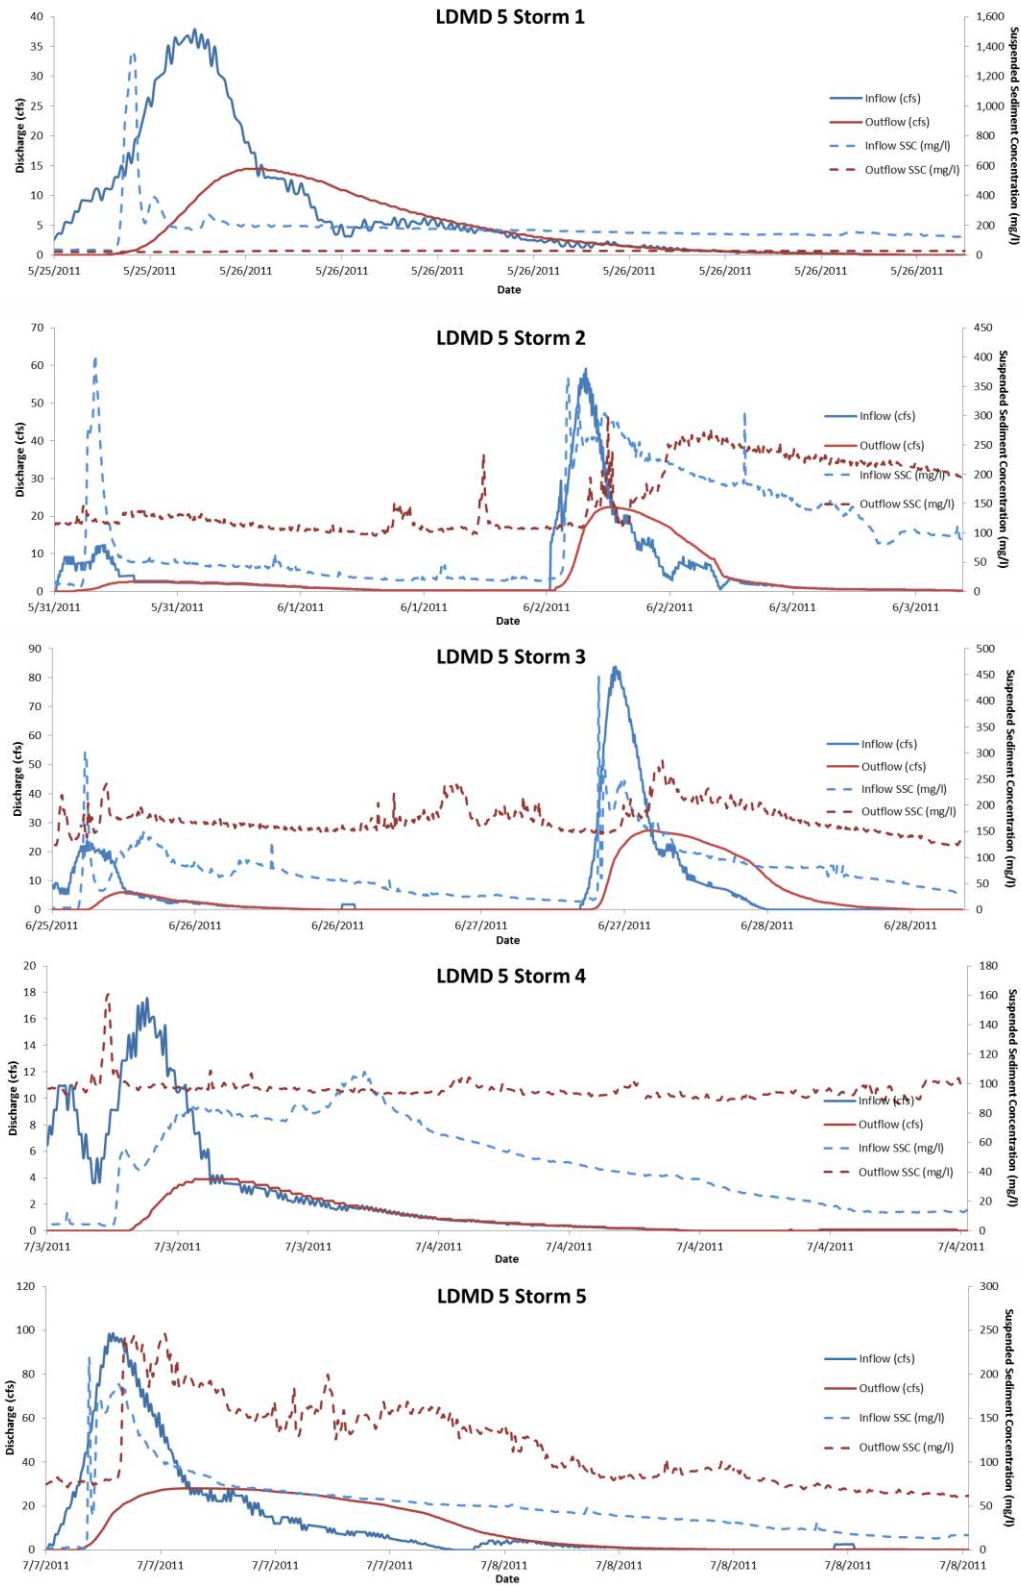 LDMD 5 Storm 1
40
35
30
25
20
15
10
5
0
Discharge (cfs)
1,600
1,400
1,200
1,000
800
600
400
200
0
Suspended Sediment Concentration (mg/l)
Inflow (cfs)
Outflow (cfs)
Inflow SSC (mg/l)
Outflow SSC (mg/l)
5/25/2011 5/25/2011 5/26/2011 5/26/2011 5/26/2011 5/26/2011 5/26/2011 5/26/2011 5/26/2011 5/26/2011
Date
LDMD 5 Storm 2
70
60
50
40
30
20
10
0
Discharge (cfs)
450
400
350
300
250
200
150
100
50
0
Suspended Sediment Concentration (mg/l)
Inflow (cfs)
Outflow (cfs)
Inflow SSC (mg/l)
Outflow SSC (mg/l)
5/31/2011 5/31/2011 6/1/2011 6/1/2011 6/2/2011 6/2/2011 6/3/2011 6/3/2011
Date
LDMD 5 Storm 3
90
80
70
60
50
40
30
20
10
0
Discharge (cfs)
500
450
400
350
300
250
200
150
100
50
0
Suspended Sediment Concentration (mg/l)
Inflow (cfs)
Outflow (cfs)
Inflow SSC (mg/l)
Outflow SSC (mg/l)
6/25/2011 6/26/2011 6/26/2011 6/27/2011 6/27/2011 6/28/2011 6/28/2011
Date
LDMD 5 Storm 4
20
18
16
14
12
10
8
6
4
2
0
Discharge (cfs)
180
160
140
120
100
80
60
40
20
0
Suspended Sediment Concentration (mg/l)
Inflow (cfs)
Outflow (cfs)
Inflow SSC (mg/l)
Outflow SSC (mg/l)
7/3/2011 7/3/2011 7/3/2011 7/4/2011 7/4/2011 7/4/2011 7/4/2011 7/4/2011
Date
LDMD 5 Storm 5
120
100
80
60
40
20
0
Discharge (cfs)
300
250
200
150
100
50
0
Suspended Sediment Concentration (mg/l)
Inflow (cfs)
Outflow (cfs)
Inflow SSC (mg/l)
Outflow SSC (mg/l)
7/7/2011 7/7/2011 7/7/2011 7/7/2011 7/8/2011 7/8/2011 7/8/2011 7/8/2011 7/8/2011
Date